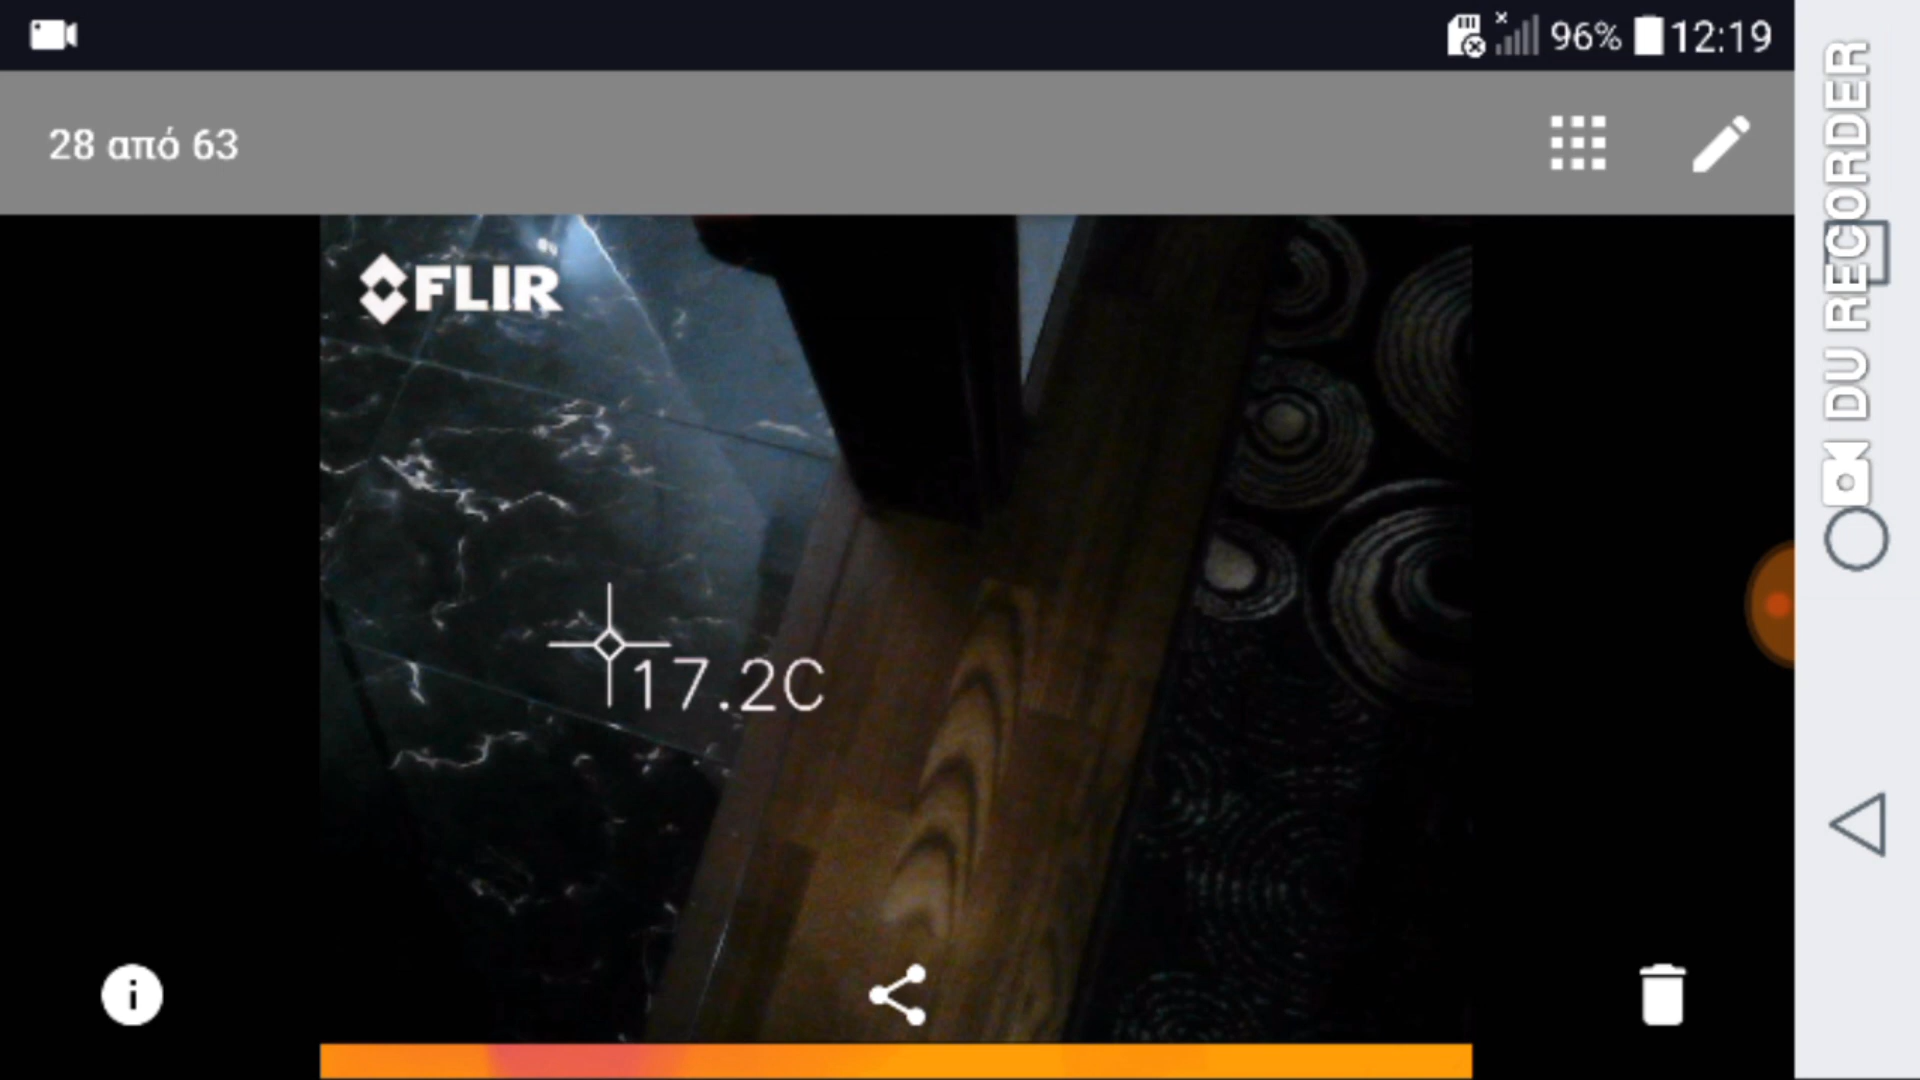 96% 12:19
28 από 63
FLIR
17.2C
DU RECORDER